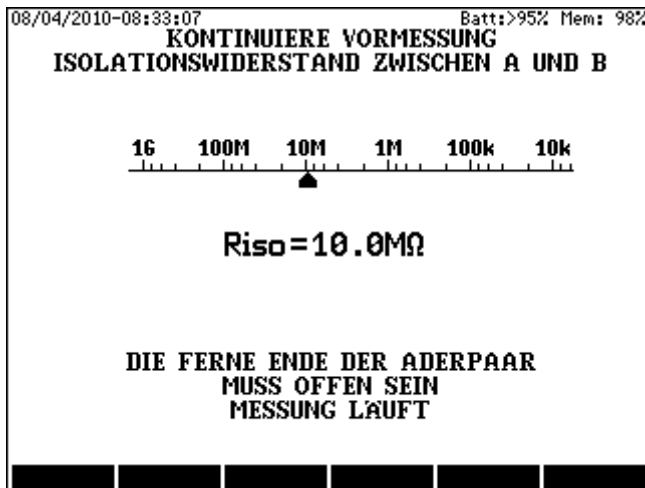 08/04/2010-08:33:07 Batt:>95% Mem: 98%
KONTINUIERE VORMESSUNG
ISOLATIONSWIDERSTAND ZWISCHEN A UND B
1G 100M 10M 1M 100k 10k
Riso=10.0MΩ
DIE FERNE ENDE DER ADERPAAR
MUSS OFFEN SEIN
MESSUNG LÄUFT